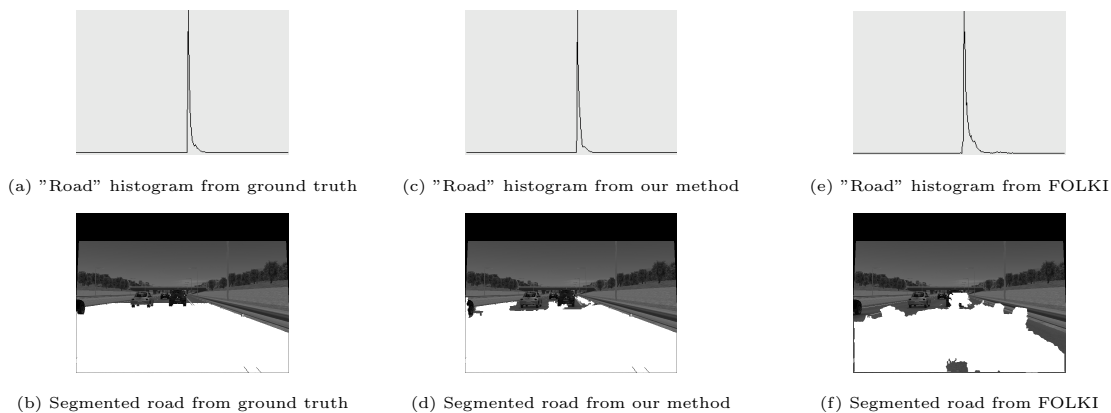 (a) "Road" histogram from ground truth
(c) "Road" histogram from our method
(e) "Road" histogram from FOLKI
(b) Segmented road from ground truth
(d) Segmented road from our method
(f) Segmented road from FOLKI